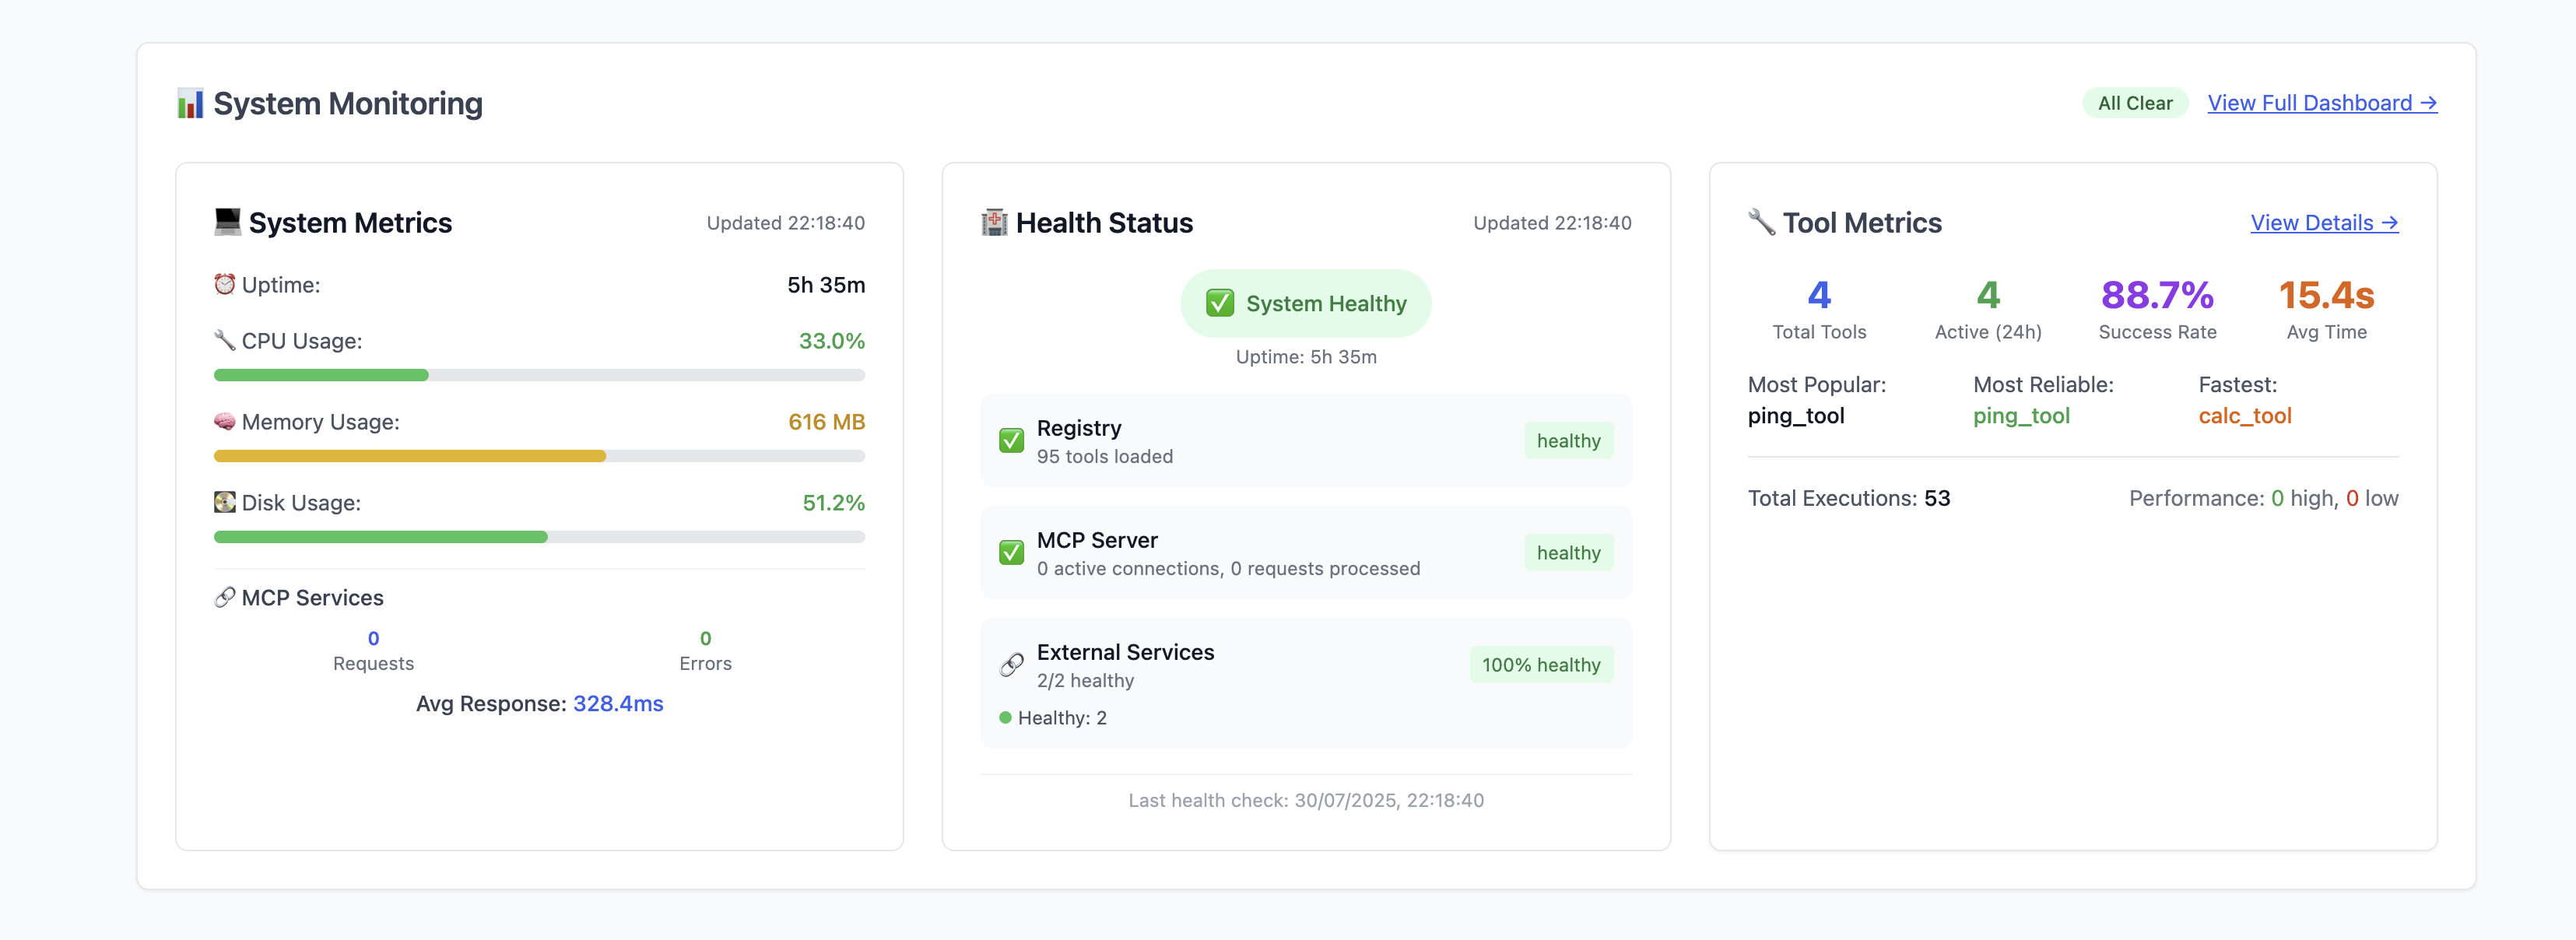 System Monitoring
All Clear
View Full Dashboard →
System Metrics
Updated 22:18:40
Uptime:
5h 35m
CPU Usage:
33.0%
Memory Usage:
616 MB
Disk Usage:
51.2%
MCP Services
0
Requests
0
Errors
Avg Response: 328.4ms
Health Status
Updated 22:18:40
System Healthy
Uptime: 5h 35m
Registry
95 tools loaded
healthy
MCP Server
0 active connections, 0 requests processed
healthy
External Services
2/2 healthy
100% healthy
Healthy: 2
Last health check: 30/07/2025, 22:18:40
Tool Metrics
View Details →
4
Total Tools
4
Active (24h)
88.7%
Success Rate
15.4s
Avg Time
Most Popular:
ping_tool
Most Reliable:
ping_tool
Fastest:
calc_tool
Total Executions: 53
Performance: 0 high, 0 low